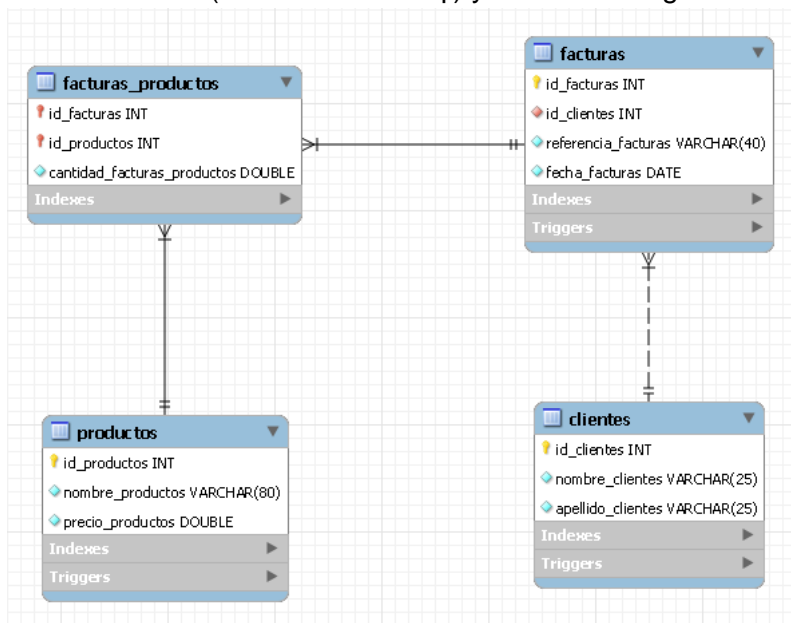 facturas_productos
id_facturas INT
id_productos INT
cantidad_facturas_productos DOUBLE
Indexes
facturas
id_facturas INT
id_clientes INT
referencia_facturas VARCHAR(40)
fecha_facturas DATE
Indexes
Triggers
productos
id_productos INT
nombre_productos VARCHAR(80)
precio_productos DOUBLE
Indexes
Triggers
clientes
id_clientes INT
nombre_clientes VARCHAR(25)
apellido_clientes VARCHAR(25)
Indexes
Triggers